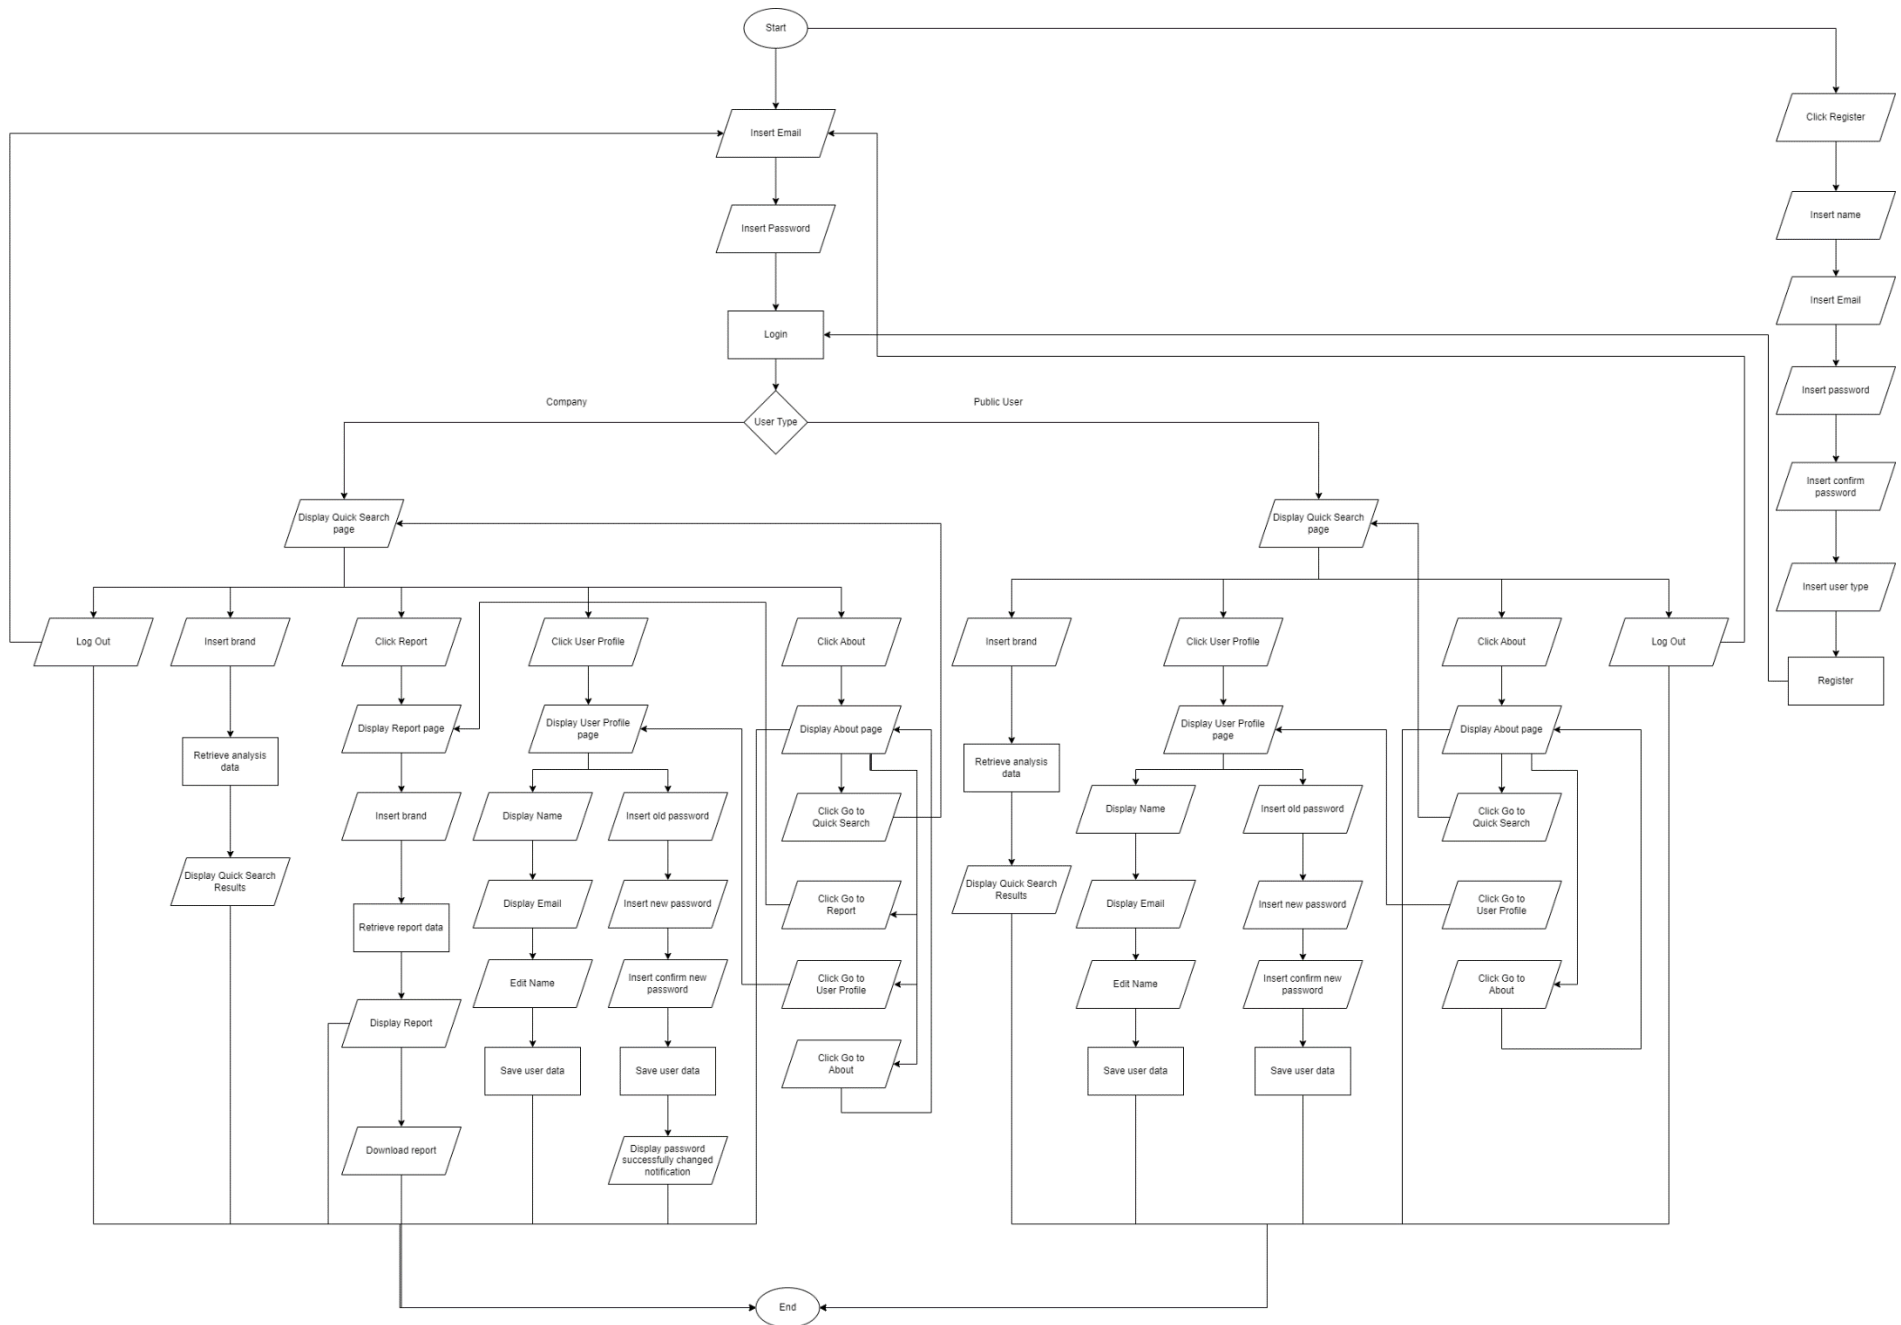 Start
Click Register
Insert Email
Insert name
Insert Password
Insert Email
Login
Insert password
Company
Public User
User Type
Insert confirm
password
Display Quick Search
page
Display Quick Search
page
Insert user type
Log Out
Insert brand
Click Report
Click User Profile
Click About
Insert brand
Click User Profile
Click About
Log Out
Register
Display Report page
Display User Profile
page
Display About page
Display User Profile
page
Display About page
Retrieve analysis
data
Retrieve analysis
data
Insert brand
Display Name
Insert old password
Click Go to
Quick Search
Display Name
Insert old password
Click Go to
Quick Search
Display Quick Search
Results
Display Quick Search
Results
Retrieve report data
Display Email
Insert new password
Click Go to
Report
Display Email
Insert new password
Click Go to
User Profile
Edit Name
Insert confirm new
password
Click Go to
User Profile
Edit Name
Insert confirm new
password
Click Go to
About
Display Report
Save user data
Save user data
Click Go to
About
Save user data
Save user data
Download report
Display password
successfully changed
notification
End